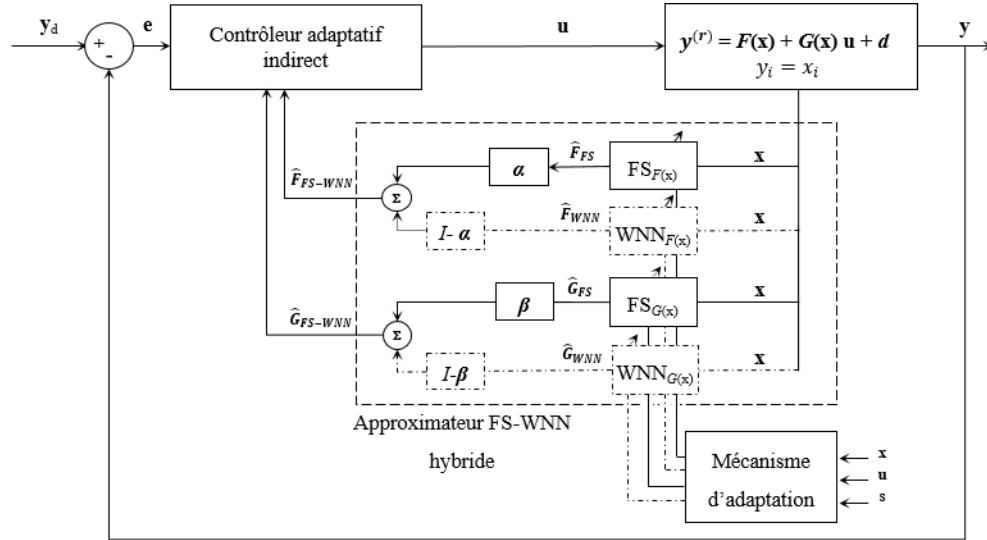 y_d
+
-
e
Contrôleur adaptatif
indirect
u
y^(r) = F(x) + G(x) u + d
y_i = x_i
y
F̂_FS−WNN
Σ
α
F̂_FS
FS_F(x)
x
I- α
F̂_WNN
WNN_F(x)
x
Ĝ_FS−WNN
Σ
β
Ĝ_FS
FS_G(x)
x
I-β
Ĝ_WNN
WNN_G(x)
x
Approximateur FS-WNN
hybride
Mécanisme
d'adaptation
x
u
s